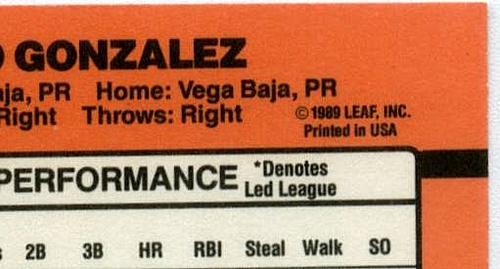 GONZALEZ
PR Home: Vega Baja, PR
Right Throws: Right
©1989 LEAF, INC.
Printed in USA
PERFORMANCE *Denotes
Led League
2B 3B HR RBI Steal Walk SO